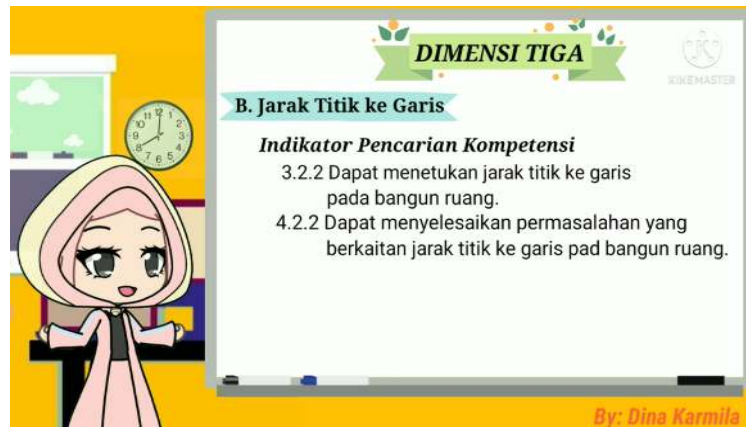 DIMENSI TIGA
KINEMASTER
B. Jarak Titik ke Garis
Indikator Pencarian Kompetensi
3.2.2 Dapat menetukan jarak titik ke garis
pada bangun ruang.
4.2.2 Dapat menyelesaikan permasalahan yang
berkaitan jarak titik ke garis pad bangun ruang.
By: Dina Karmila